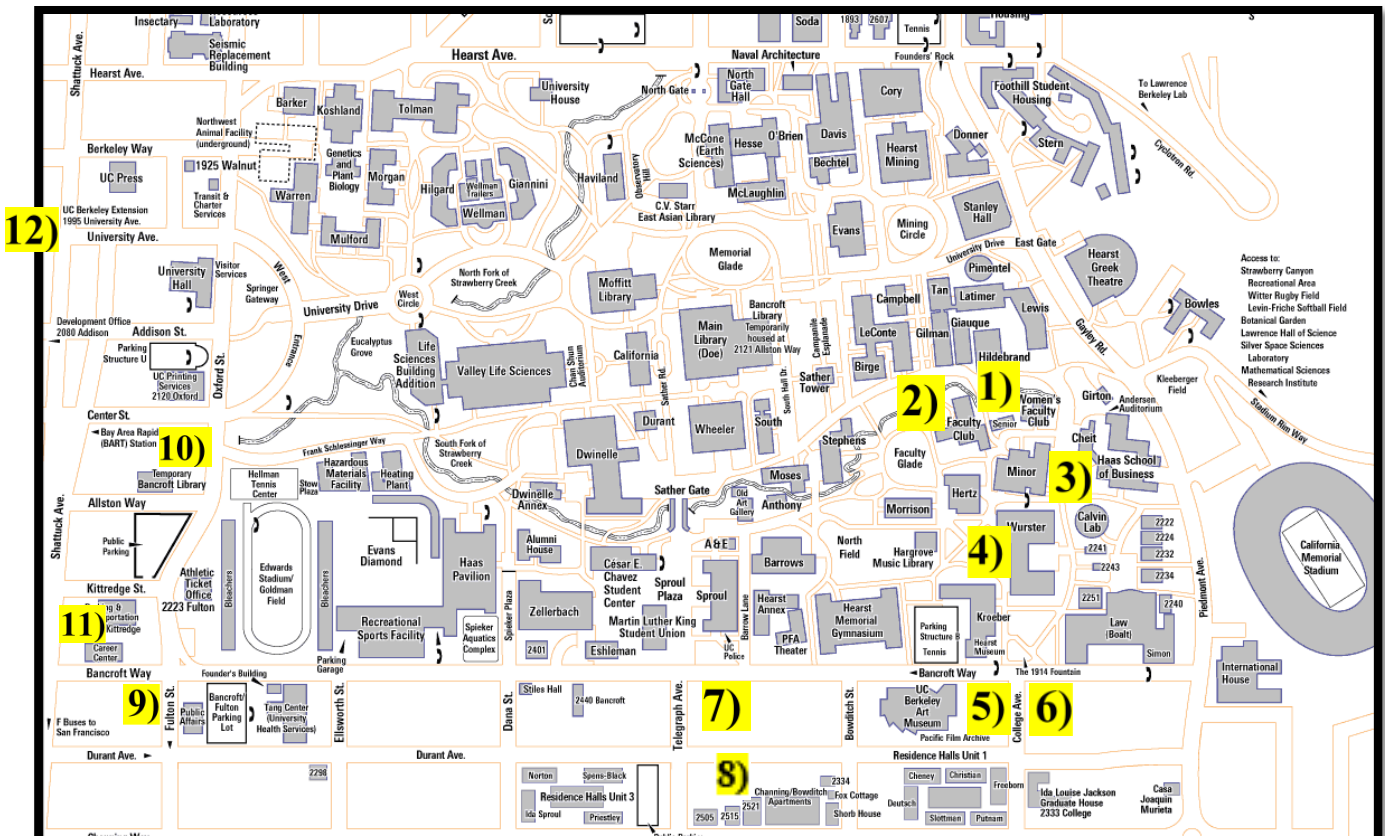 Insectary
Laboratory
Seismic
Replacement
Building
Shattuck Ave.
Hearst Ave.
Hearst Ave.
Soda
1893
2607
Tennis
Housing
Naval Architecture
Founders' Rock
North Gate
North
Gate
Hall
University
House
Barker
Koshland
Tolman
Cory
Foothill Student
Housing
To Lawrence
Berkeley Lab
Cyclotron Rd.
Northwest
Animal Facility
(underground)
McCone
(Earth
Sciences)
Hesse
O'Brien
Davis
Bechtel
Hearst
Mining
Donner
Stern
Berkeley Way
1925 Walnut
UC Press
Transit &
Charter
Services
Genetics
and
Plant
Biology
Morgan
Warren
Hilgard
Wellman
Trailers
Giannini
Wellman
Haviland
Observatory
Hill
McLaughlin
C.V. Starr
East Asian Library
Stanley
Hall
Evans
Mining
Circle
UC Berkeley Extension
1995 University Ave.
12)
University Ave.
Mulford
Memorial
Glade
University Drive
East Gate
Hearst
Greek
Theatre
University
Hall
Visitor
Services
West
Springer
Gateway
North Fork of
Strawberry Creek
Moffitt
Library
Pimentel
Tan
Latimer
Lewis
Campbell
Access to:
Strawberry Canyon
Recreational Area
Witter Rugby Field
Levin-Friche Softball Field
Botanical Garden
Lawrence Hall of Science
Silver Space Sciences
Laboratory
Mathematical Sciences
Research Institute
Bowles
West
Circle
University Drive
Development Office
2080 Addison
Addison St.
Parking
Structure U
Oxford St.
Entrance
Eucalyptus
Grove
Main
Library
(Doe)
Bancroft
Library
Temporarily
housed at
2121 Allston Way
Campanile
Esplanade
LeConte
Gilman
Giauque
Hildebrand
Gayley Rd.
Birge
Life
Sciences
Building
Addition
Valley Life Sciences
Chan Shun
Auditorium
California
Sather Rd.
Sather
Tower
South Hall Dr.
UC Printing
Services
2120 Oxford
Kleeberger
Field
Stadium Rim Way
1)
2)
Women's
Faculty
Club
Senior
Girton
Andersen
Auditorium
Center St.
Bay Area Rapid
(BART) Station
10)
Frank Schlessinger Way
South Fork of
Strawberry
Creek
Durant
Wheeler
South
Stephens
Faculty
Club
Faculty
Glade
Cheit
Haas School
of Business
3)
Minor
Temporary
Bancroft Library
Hellman
Tennis
Center
Stow
Plaza
Hazardous
Materials
Facility
Heating
Plant
Dwinelle
Dwinelle
Annex
Sather Gate
Moses
Old
Art
Gallery
Anthony
Morrison
Hertz
Allston Way
Shattuck Ave.
Public
Parking
Evans
Diamond
Haas
Pavilion
Alumni
House
A & E
Barrows
North
Field
Hargrove
Music Library
4)
Wurster
Calvin
Lab
2222
2224
2232
2234
2241
2243
California
Memorial
Stadium
Kittredge St.
Athletic
Ticket
Office
2223 Fulton
Bleachers
Edwards
Stadium/
Goldman
Field
Bleachers
César E.
Chavez
Student
Center
Sproul
Plaza
Sproul
Barrow Lane
Hearst
Annex
PFA
Theater
Hearst
Memorial
Gymnasium
Parking
Structure B
Tennis
Kroeber
Hearst
Museum
2251
2240
Law
(Boalt)
Simon
Piedmont Ave.
11)
Kittredge
Career
Center
Recreational
Sports Facility
Parking
Garage
Spieker
Aquatics
Complex
Spieker Plaza
Zellerbach
2401
Martin Luther King
Student Union
Eshleman
UC
Police
International
House
Bancroft Way
Bancroft Way
The 1914 Fountain
9)
Fulton St.
Founder's Building
Public
Affairs
Bancroft/
Fulton
Parking
Lot
Tang Center
(University
Health Services)
Ellsworth St.
Dana St.
Stiles Hall
2440 Bancroft
Telegraph Ave.
7)
Bowditch St.
UC
Berkeley
Art
Museum
Pacific Film Archive
5)
College Ave.
6)
F Buses to
San Francisco
Durant Ave.
Durant Ave.
Residence Halls Unit 1
2298
8)
Norton
Spens-Black
Residence Halls Unit 3
Ida Sproul
Priestley
2505
2515
2521
Channing/Bowditch
Apartments
2334
Fox Cottage
Shorb House
Cheney
Christian
Freeborn
Deutsch
Slottman
Putnam
Ida Louise Jackson
Graduate House
2333 College
Casa
Joaquin
Murieta